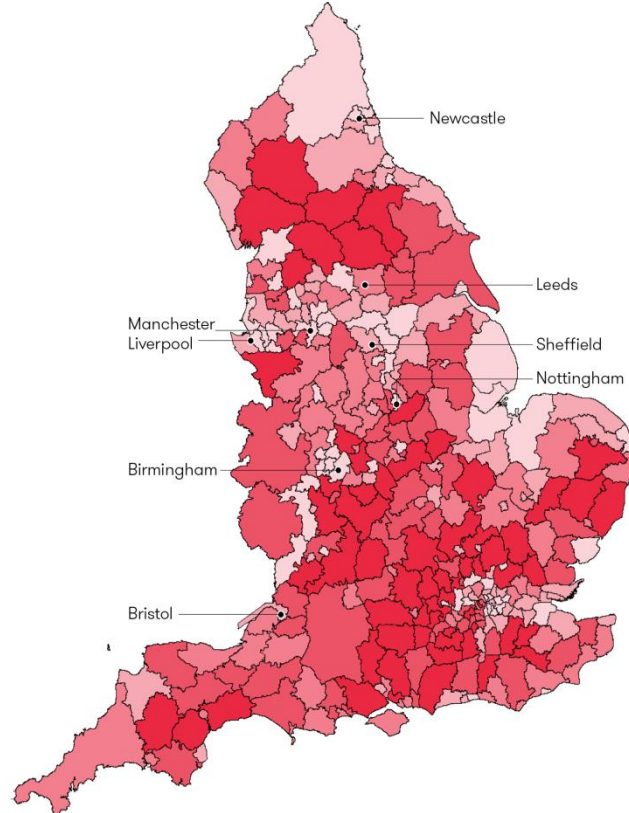 Newcastle
Leeds
Manchester
Liverpool
Sheffield
Nottingham
Birmingham
Bristol